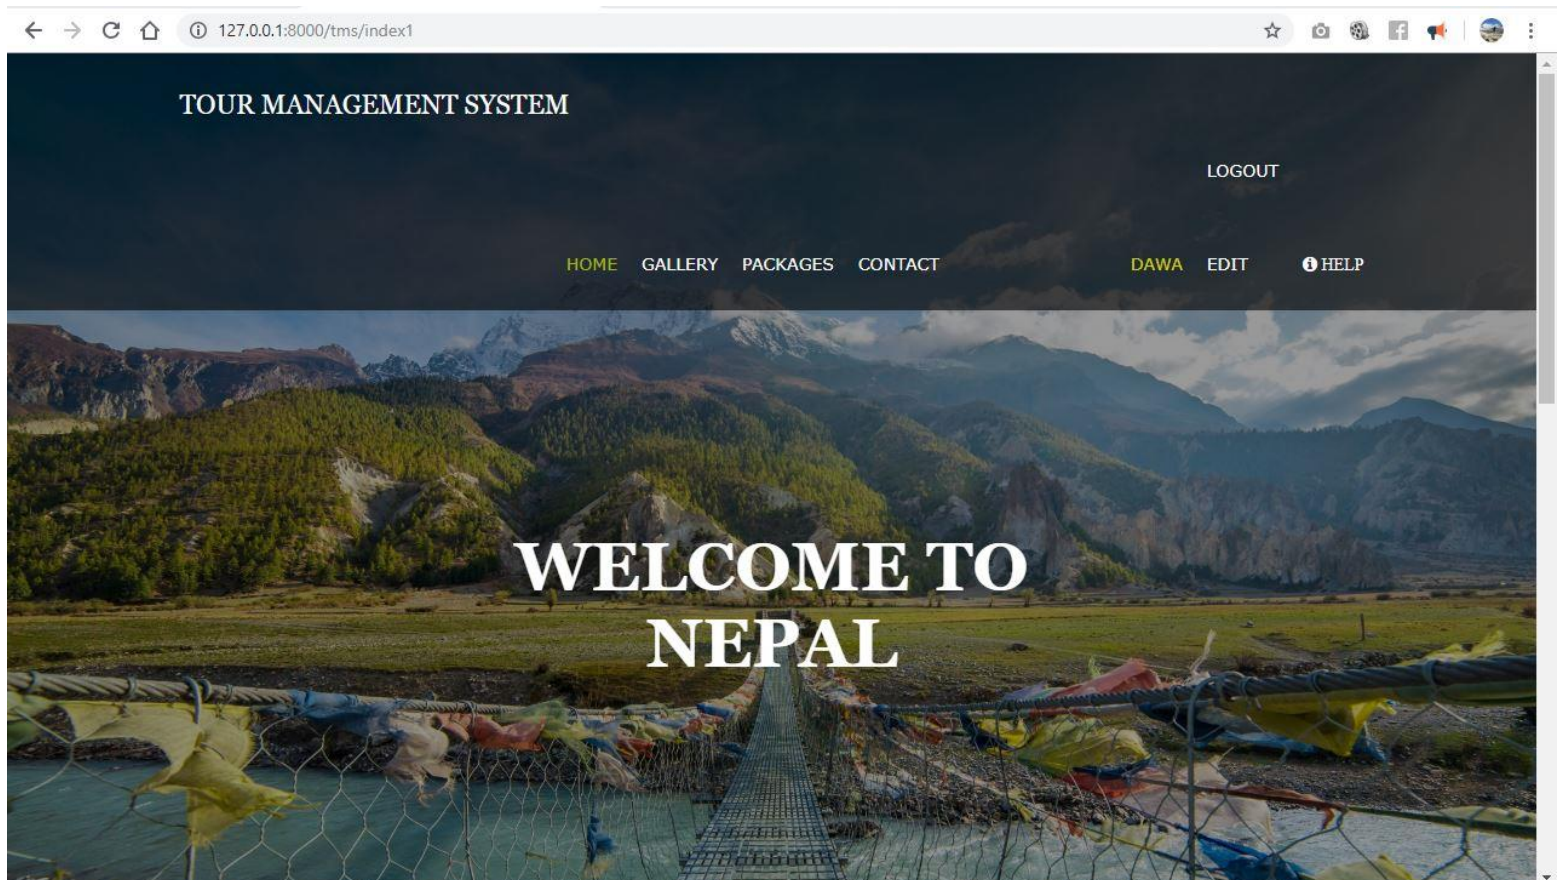 127.0.0.1:8000/tms/index1
TOUR MANAGEMENT SYSTEM
LOGOUT
HOME GALLERY PACKAGES CONTACT DAWA EDIT HELP
WELCOME TO
NEPAL